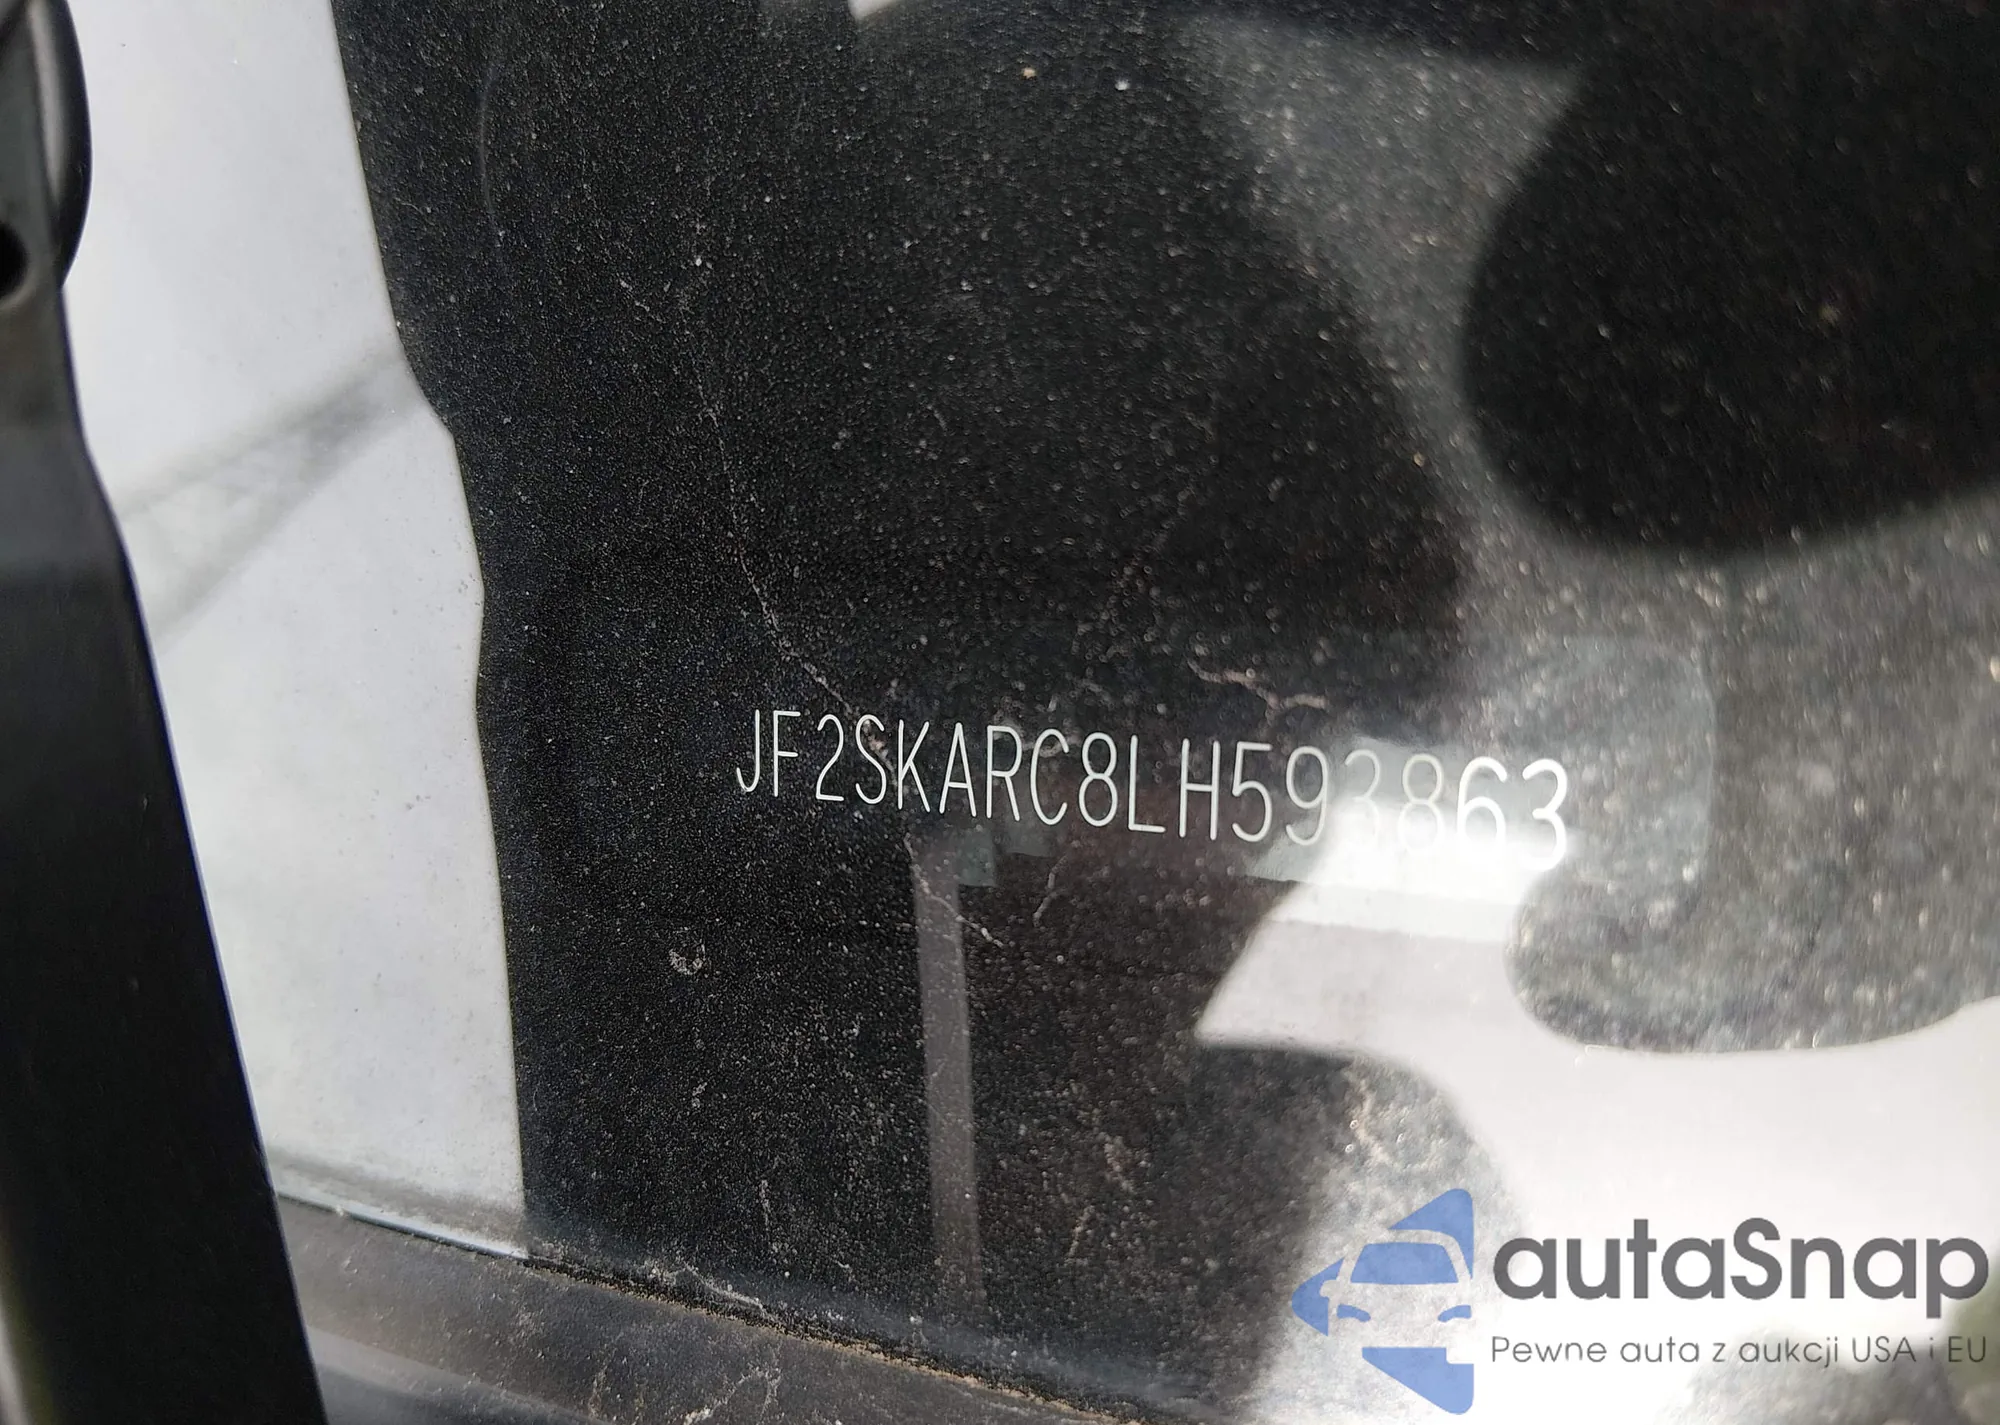 JF2SKARC8LH593863
autaSnap
Pewne auta z aukcji USA i EU